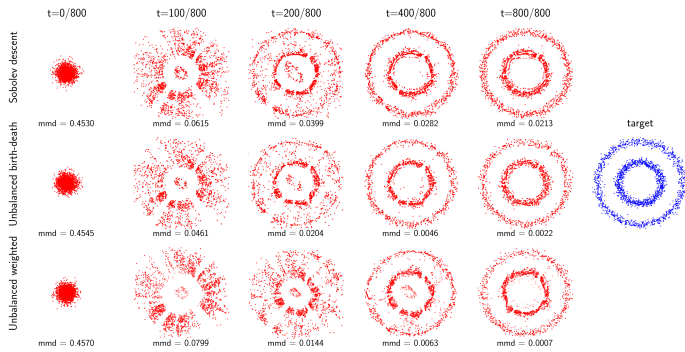 t=0/800 t=100/800 t=200/800 t=400/800 t=800/800
Sobolev descent
mmd = 0.4530 mmd = 0.0615 mmd = 0.0399 mmd = 0.0282 mmd = 0.0213
target
Unbalanced birth-death
mmd = 0.4545 mmd = 0.0461 mmd = 0.0204 mmd = 0.0046 mmd = 0.0022
Unbalanced weighted
mmd = 0.4570 mmd = 0.0799 mmd = 0.0144 mmd = 0.0063 mmd = 0.0007